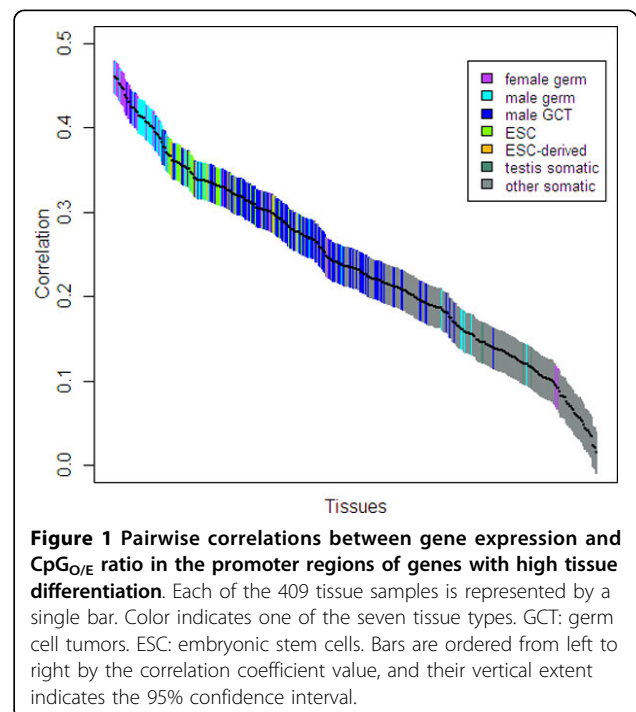 0.5
0.4
0.3
0.2
0.1
0.0
Correlation
female germ
male germ
male GCT
ESC
ESC-derived
testis somatic
other somatic
Tissues
Figure 1 Pairwise correlations between gene expression and
CpG_O/E ratio in the promoter regions of genes with high tissue
differentiation. Each of the 409 tissue samples is represented by a
single bar. Color indicates one of the seven tissue types. GCT: germ
cell tumors. ESC: embryonic stem cells. Bars are ordered from left to
right by the correlation coefficient value, and their vertical extent
indicates the 95% confidence interval.